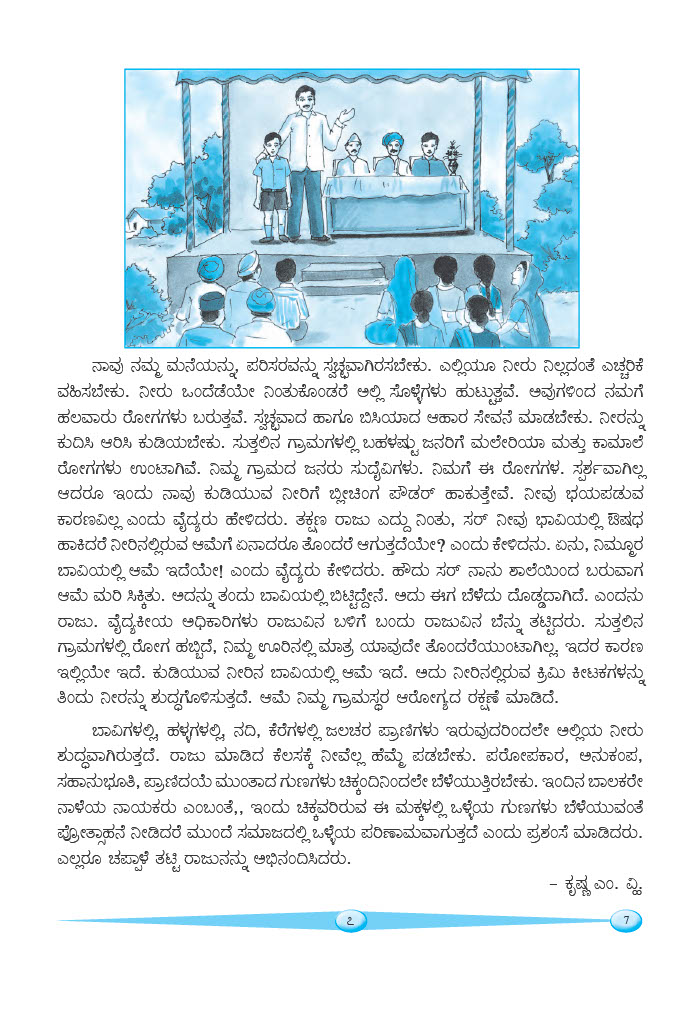 ನಾವು ನಮ್ಮ ಮನೆಯನ್ನು, ಪರಿಸರವನ್ನು ಸ್ವಚ್ಛವಾಗಿರಸಬೇಕು. ಎಲ್ಲಿಯೂ ನೀರು ನಿಲ್ಲದಂತೆ ಎಚ್ಚರಿಕೆ
ವಹಿಸಬೇಕು. ನೀರು ಒಂದೆಡೆಯೇ ನಿಂತುಕೊಂಡರೆ ಅಲ್ಲಿ ಸೊಳ್ಳೆಗಳು ಹುಟ್ಟುತ್ತವೆ. ಅವುಗಳಿಂದ ನಮಗೆ
ಹಲವಾರು ರೋಗಗಳು ಬರುತ್ತವೆ. ಸ್ವಚ್ಛವಾದ ಹಾಗೂ ಬಿಸಿಯಾದ ಆಹಾರ ಸೇವನೆ ಮಾಡಬೇಕು. ನೀರನ್ನು
ಕುದಿಸಿ ಆರಿಸಿ ಕುಡಿಯಬೇಕು. ಸುತ್ತಲಿನ ಗ್ರಾಮಗಳಲ್ಲಿ ಬಹಳಷ್ಟು ಜನರಿಗೆ ಮಲೇರಿಯಾ ಮತ್ತು ಕಾಮಾಲೆ
ರೋಗಗಳು ಉಂಟಾಗಿವೆ. ನಿಮ್ಮ ಗ್ರಾಮದ ಜನರು ಸುದೈವಿಗಳು. ನಿಮಗೆ ಈ ರೋಗಗಳ. ಸ್ಪರ್ಶವಾಗಿಲ್ಲ
ಆದರೂ ಇಂದು ನಾವು ಕುಡಿಯುವ ನೀರಿಗೆ ಬ್ಲೀಚಿಂಗ ಪೌಡರ್ ಹಾಕುತ್ತೇವೆ. ನೀವು ಭಯಪಡುವ
ಕಾರಣವಿಲ್ಲ ಎಂದು ವೈದ್ಯರು ಹೇಳಿದರು. ತಕ್ಷಣ ರಾಜು ಎದ್ದು ನಿಂತು, ಸರ್ ನೀವು ಭಾವಿಯಲ್ಲಿ ಔಷಧ
ಹಾಕಿದರೆ ನೀರಿನಲ್ಲಿರುವ ಆಮೆಗೆ ಏನಾದರೂ ತೊಂದರೆ ಆಗುತ್ತದೆಯೇ? ಎಂದು ಕೇಳಿದನು. ಏನು, ನಿಮ್ಮೂರ
ಬಾವಿಯಲ್ಲಿ ಆಮೆ ಇದೆಯೇ! ಎಂದು ವೈದ್ಯರು ಕೇಳಿದರು. ಹೌದು ಸರ್ ನಾನು ಶಾಲೆಯಿಂದ ಬರುವಾಗ
ಆಮೆ ಮರಿ ಸಿಕ್ಕಿತು. ಅದನ್ನು ತಂದು ಬಾವಿಯಲ್ಲಿ ಬಿಟ್ಟಿದ್ದೇನೆ. ಅದು ಈಗ ಬೆಳೆದು ದೊಡ್ಡದಾಗಿದೆ. ಎಂದನು
ರಾಜು. ವೈದ್ಯಕೀಯ ಅಧಿಕಾರಿಗಳು ರಾಜುವಿನ ಬಳಿಗೆ ಬಂದು ರಾಜುವಿನ ಬೆನ್ನು ತಟ್ಟಿದರು. ಸುತ್ತಲಿನ
ಗ್ರಾಮಗಳಲ್ಲಿ ರೋಗ ಹಬ್ಬಿದೆ, ನಿಮ್ಮ ಊರಿನಲ್ಲಿ ಮಾತ್ರ ಯಾವುದೇ ತೊಂದರೆಯುಂಟಾಗಿಲ್ಲ. ಇದರ ಕಾರಣ
ಇಲ್ಲಿಯೇ ಇದೆ. ಕುಡಿಯುವ ನೀರಿನ ಬಾವಿಯಲ್ಲಿ ಆಮೆ ಇದೆ. ಅದು ನೀರಿನಲ್ಲಿರುವ ಕ್ರಿಮಿ ಕೀಟಕಗಳನ್ನು
ತಿಂದು ನೀರನ್ನು ಶುದ್ಧಗೊಳಿಸುತ್ತದೆ. ಆಮೆ ನಿಮ್ಮ ಗ್ರಾಮಸ್ಥರ ಆರೋಗ್ಯದ ರಕ್ಷಣೆ ಮಾಡಿದೆ.
ಬಾವಿಗಳಲ್ಲಿ, ಹಳ್ಳಗಳಲ್ಲಿ, ನದಿ, ಕೆರೆಗಳಲ್ಲಿ ಜಲಚರ ಪ್ರಾಣಿಗಳು ಇರುವುದರಿಂದಲೇ ಅಲ್ಲಿಯ ನೀರು
ಶುದ್ಧವಾಗಿರುತ್ತದೆ. ರಾಜು ಮಾಡಿದ ಕೆಲಸಕ್ಕೆ ನೀವೆಲ್ಲ ಹೆಮ್ಮೆ ಪಡಬೇಕು. ಪರೋಪಕಾರ, ಅನುಕಂಪ,
ಸಹಾನುಭೂತಿ, ಪ್ರಾಣಿದಯೆ ಮುಂತಾದ ಗುಣಗಳು ಚಿಕ್ಕಂದಿನಿಂದಲೇ ಬೆಳೆಯುತ್ತಿರಬೇಕು. ಇಂದಿನ ಬಾಲಕರೇ
ನಾಳೆಯ ನಾಯಕರು ಎಂಬಂತೆ,, ಇಂದು ಚಿಕ್ಕವರಿರುವ ಈ ಮಕ್ಕಳಲ್ಲಿ ಒಳ್ಳೆಯ ಗುಣಗಳು ಬೆಳೆಯುವಂತೆ
ಪ್ರೋತ್ಸಾಹನೆ ನೀಡಿದರೆ ಮುಂದೆ ಸಮಾಜದಲ್ಲಿ ಒಳ್ಳೆಯ ಪರಿಣಾಮವಾಗುತ್ತದೆ ಎಂದು ಪ್ರಶಂಸೆ ಮಾಡಿದರು.
ಎಲ್ಲರೂ ಚಪ್ಪಾಳೆ ತಟ್ಟಿ ರಾಜುನನ್ನು ಅಭಿನಂದಿಸಿದರು.
– ಕೃಷ್ಣ ಎಂ. ವ್ಹಿ.
೭ 7